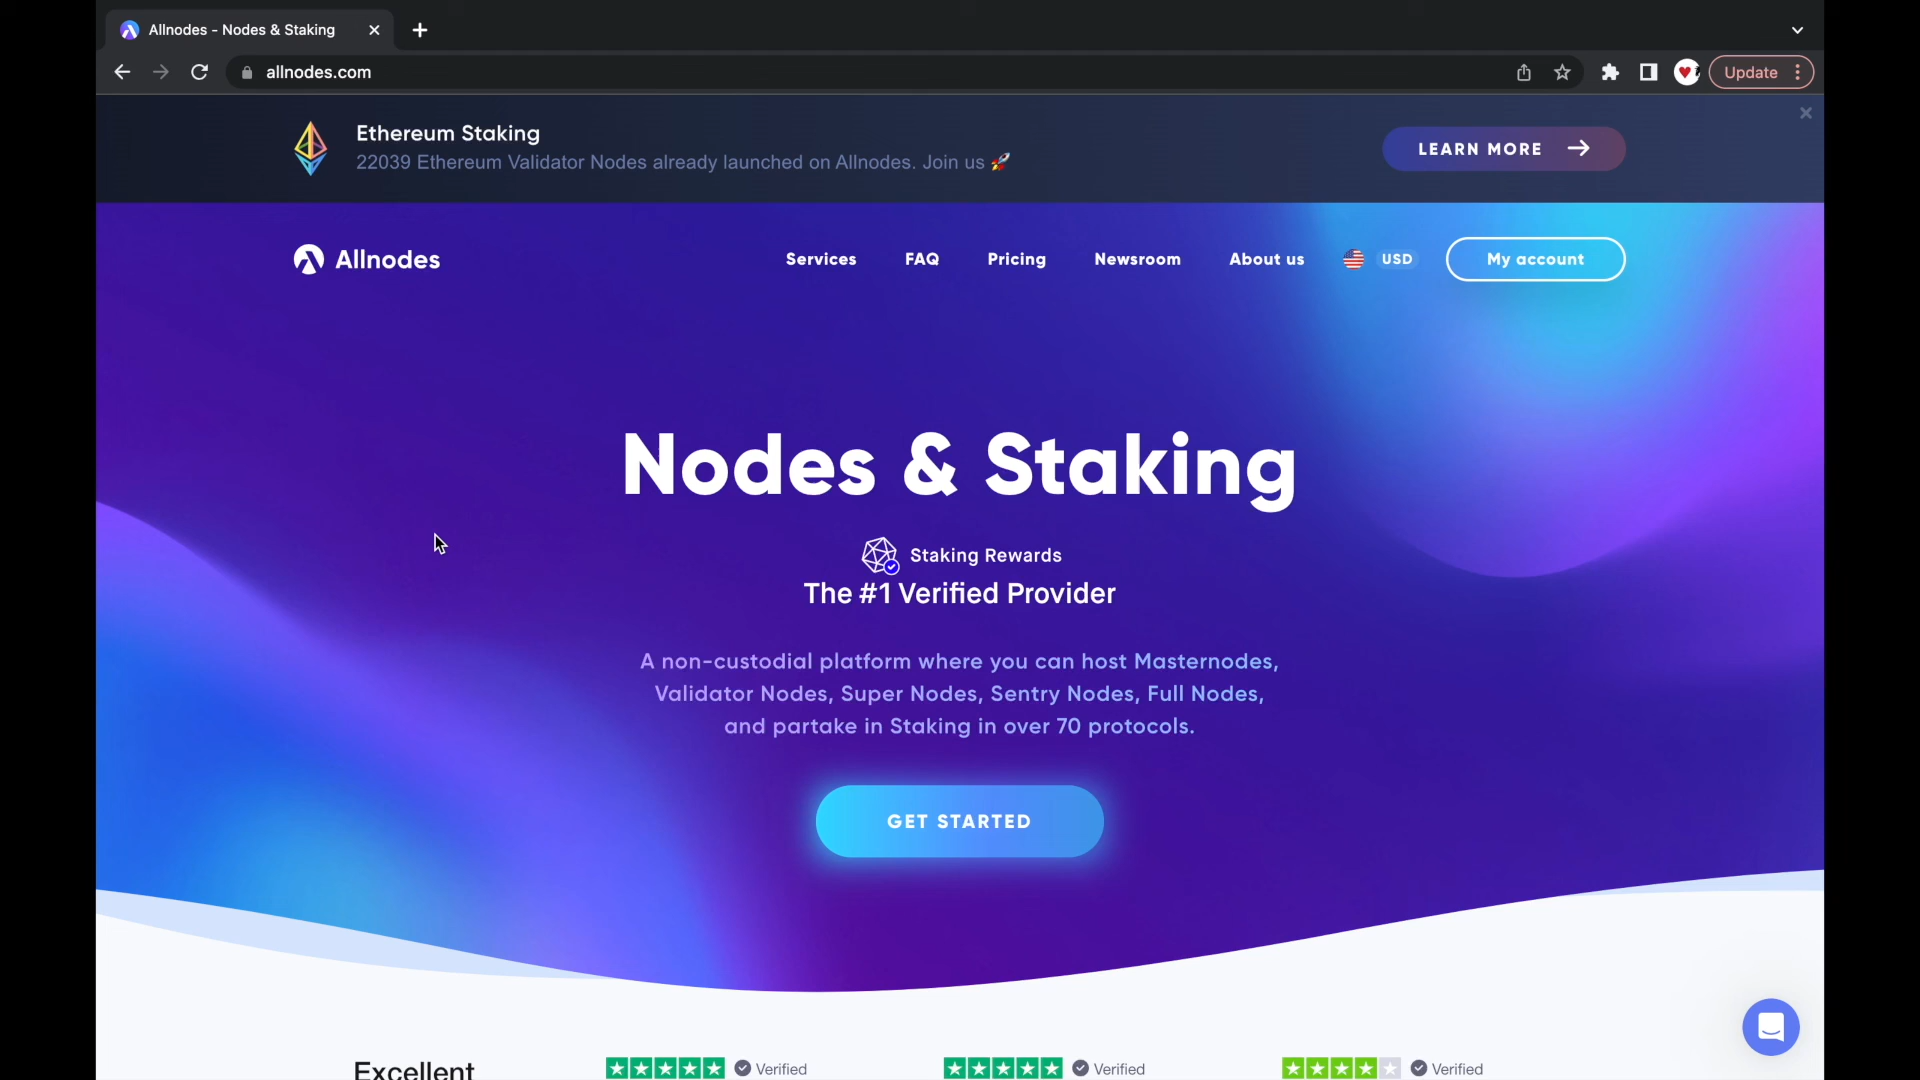 Allnodes - Nodes & Staking
allnodes.com
Update
Ethereum Staking
22039 Ethereum Validator Nodes already launched on Allnodes. Join us 🚀
LEARN MORE
Allnodes
Services
FAQ
Pricing
Newsroom
About us
USD
My account
Nodes & Staking
Staking Rewards
The #1 Verified Provider
A non-custodial platform where you can host Masternodes,
Validator Nodes, Super Nodes, Sentry Nodes, Full Nodes,
and partake in Staking in over 70 protocols.
GET STARTED
Excellent
Verified
Verified
Verified